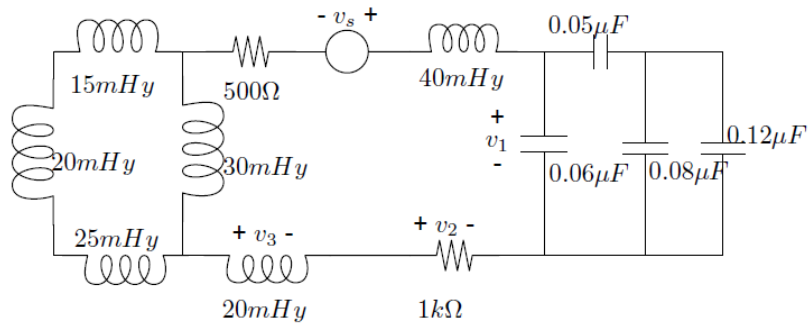 - vₛ +
0.05μF
15mHy
500Ω
40mHy
+
v₁
-
20mHy
30mHy
0.06μF
0.08μF
0.12μF
25mHy
+ v₃ -
+ v₂ -
20mHy
1kΩ